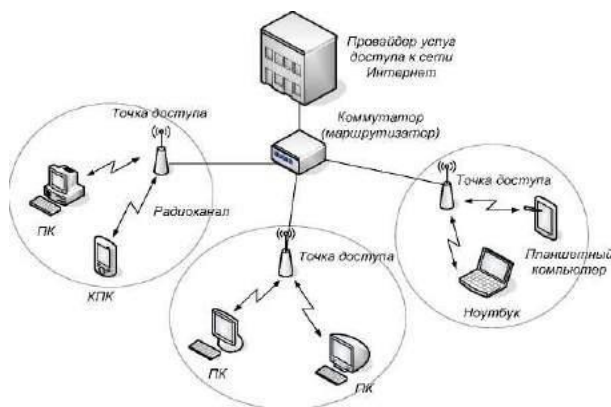 Провайдер услуг
доступа к сети
Интернет
Коммутатор
(маршрутизатор)
Точка доступа
Радиоканал
ПК
КПК
Точка доступа
ПК
ПК
Точка доступа
Планшетный
компьютер
Ноутбук